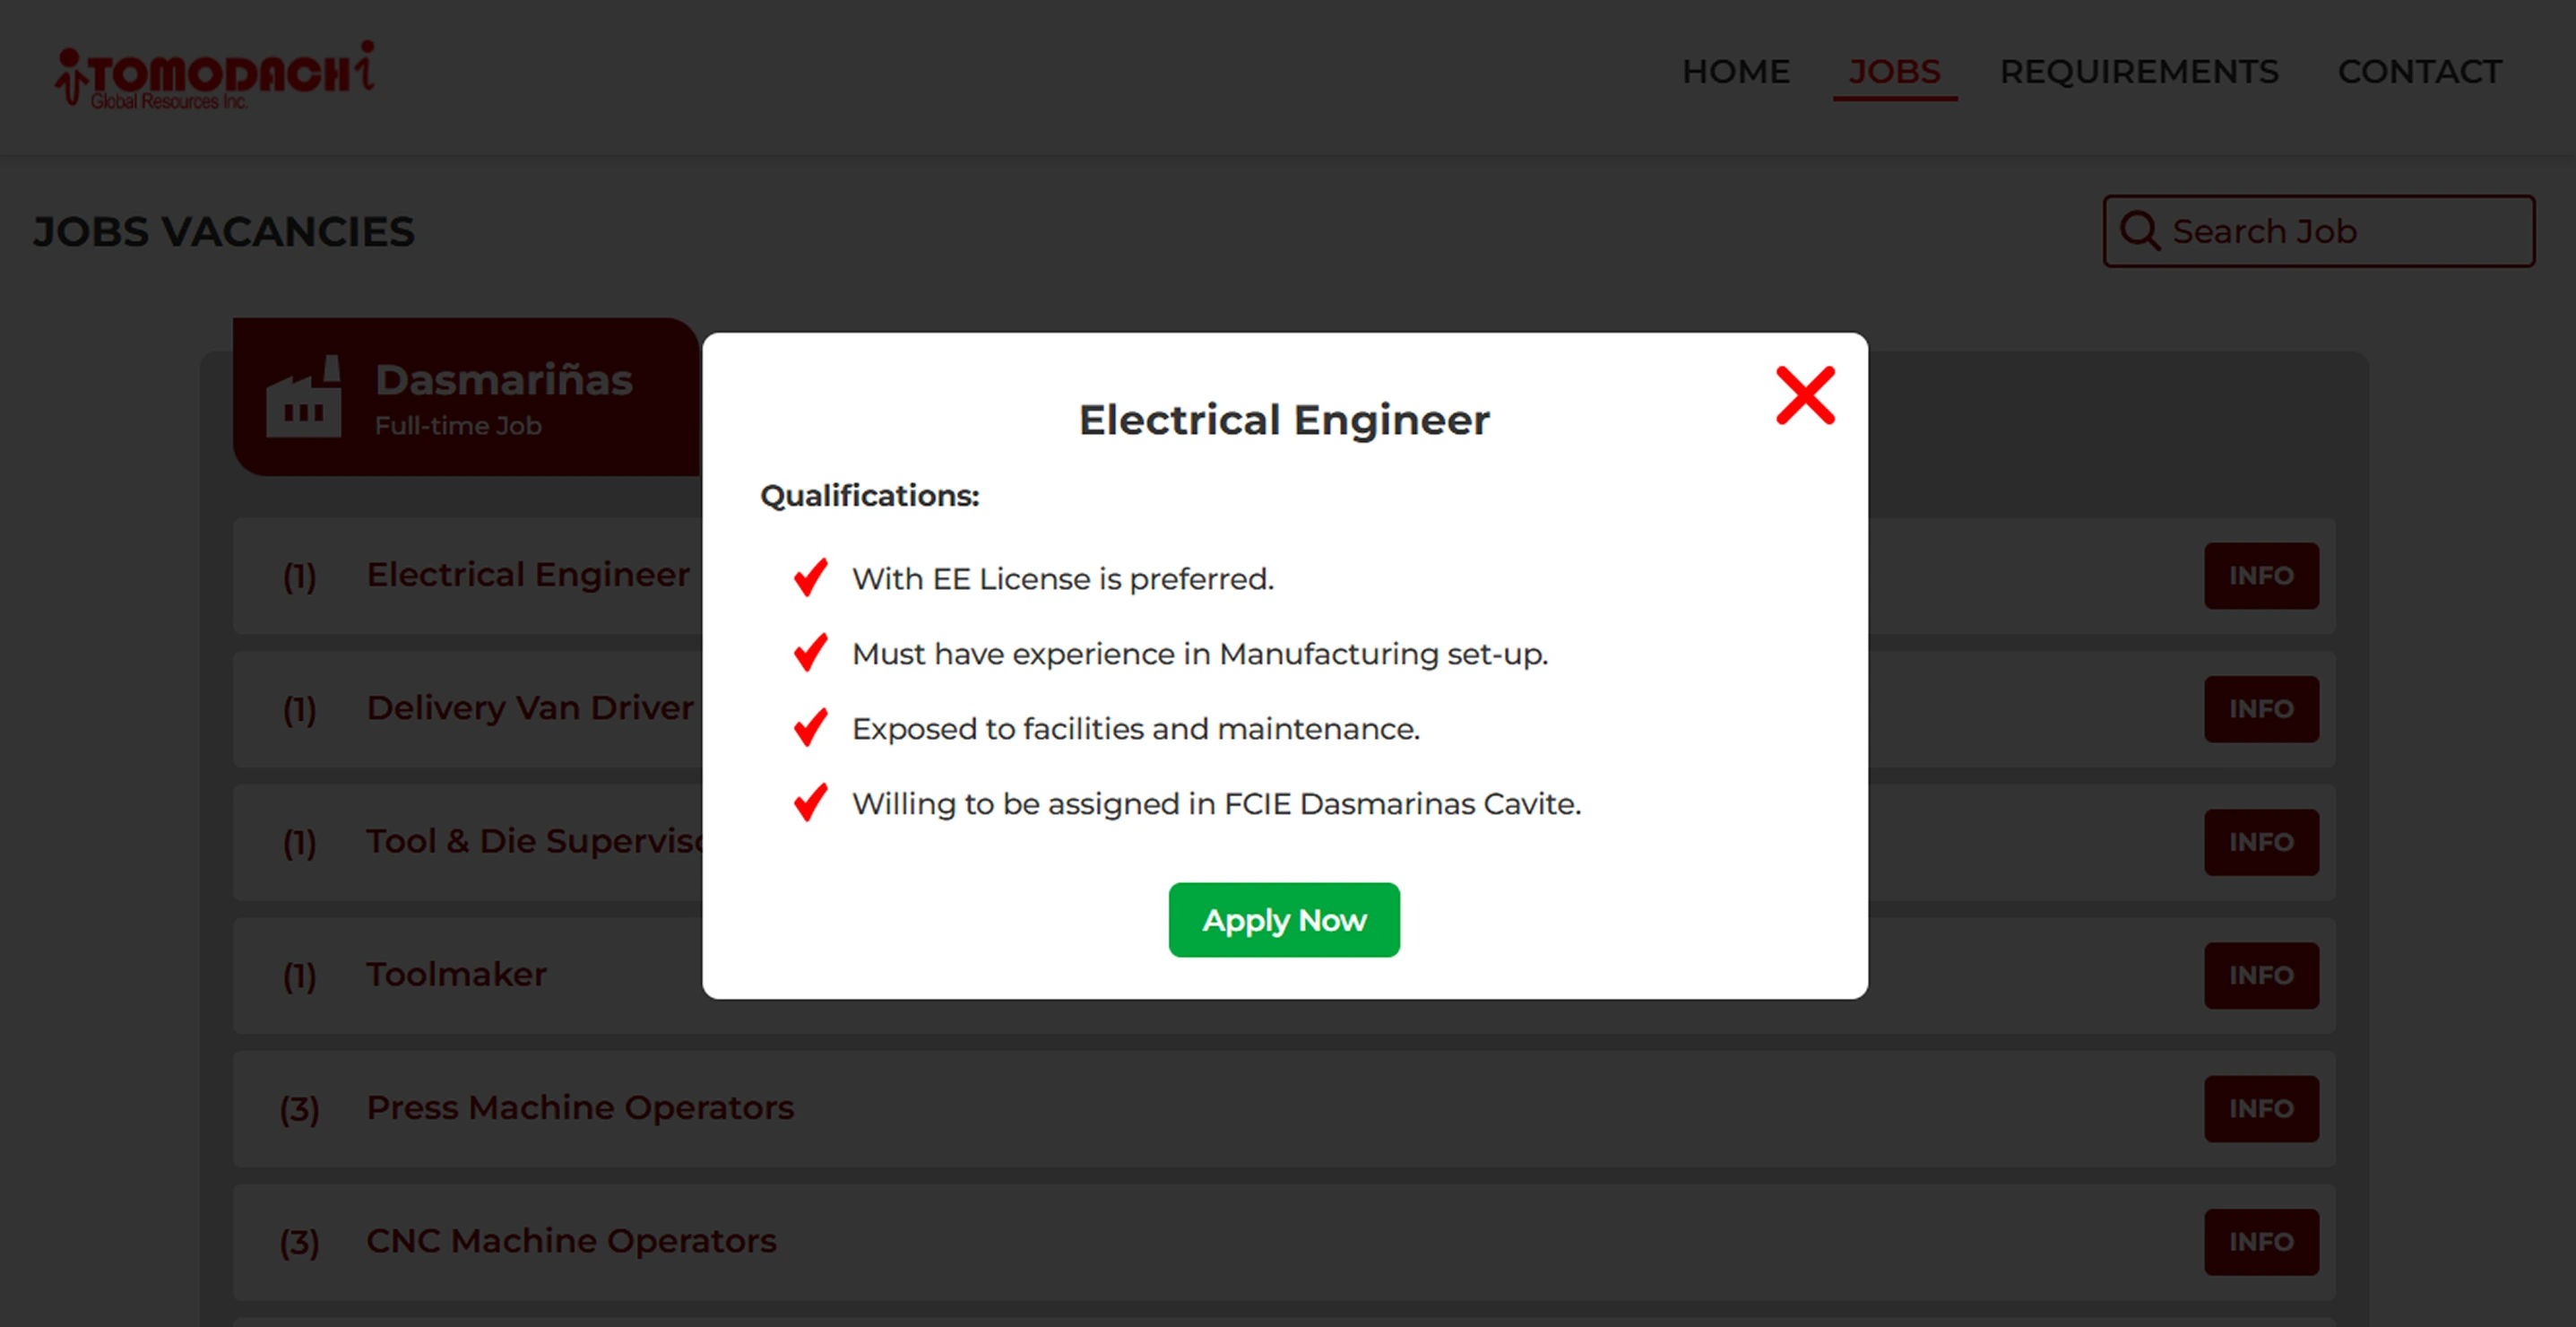 TOMODACHi
Global Resources Inc.
HOME JOBS REQUIREMENTS CONTACT
JOBS VACANCIES
Search Job
Dasmariñas
Full-time Job
Electrical Engineer
Qualifications:
With EE License is preferred.
Must have experience in Manufacturing set-up.
Exposed to facilities and maintenance.
Willing to be assigned in FCIE Dasmarinas Cavite.
Apply Now
(1) Electrical Engineer INFO
(1) Delivery Van Driver INFO
(1) Tool & Die INFO
(1) Toolmaker INFO
(3) Press Machine Operators INFO
(3) CNC Machine Operators INFO